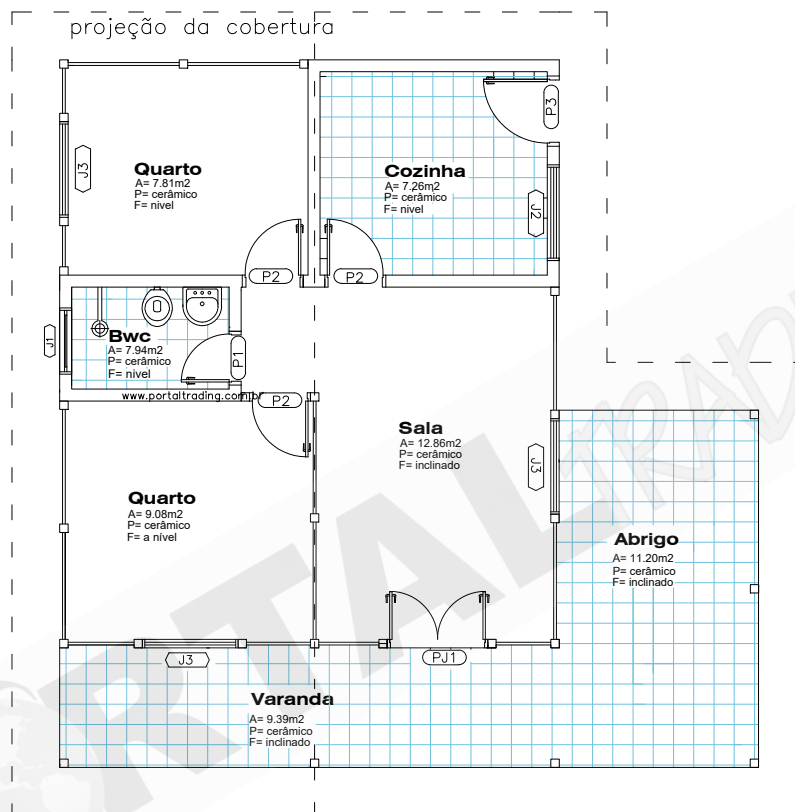 projeção da cobertura
Quarto
A= 7.81m2
P= cerâmico
F= nivel
Cozinha
A= 7.26m2
P= cerâmico
F= nivel
P3
J3
J2
P2
P2
Bwc
A= 7.94m2
P= cerâmico
F= nivel
J1
P1
www.portaltrading.com.br
P2
Sala
A= 12.86m2
P= cerâmico
F= inclinado
J3
Quarto
A= 9.08m2
P= cerâmico
F= a nível
Abrigo
A= 11.20m2
P= cerâmico
F= inclinado
J3
PJ1
Varanda
A= 9.39m2
P= cerâmico
F= inclinado